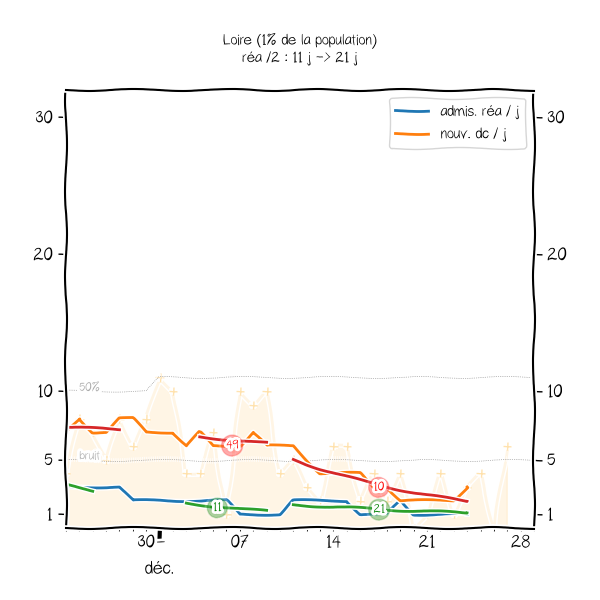 Loire (1% de la population)
réa /2 : 11 j -> 21 j
admis. réa / j
nouv. dc / j
30 30
20 20
10 10
5 5
1 1
50%
bruit
49
10
11
21
30 07 14 21 28
déc.